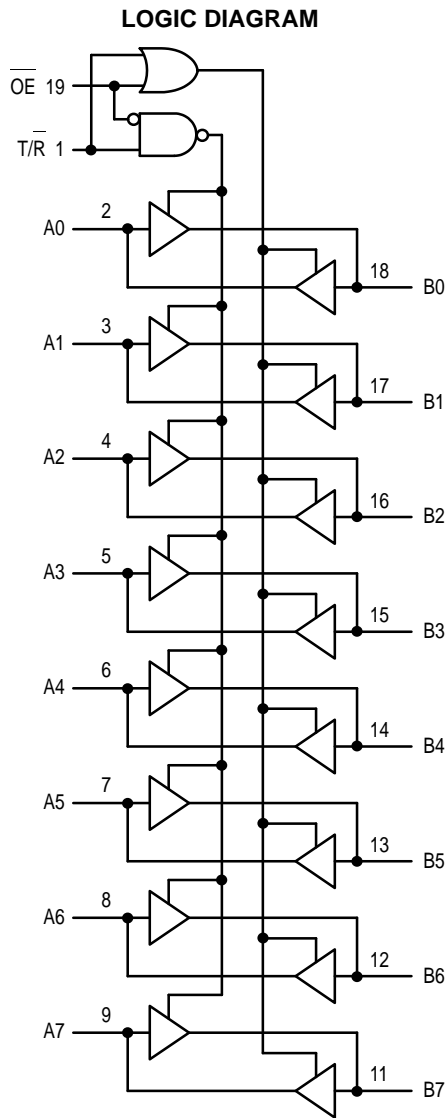 LOGIC DIAGRAM
O̅E̅ 19
T/R̅ 1
A0 2
18 B0
A1 3
17 B1
A2 4
16 B2
A3 5
15 B3
A4 6
14 B4
A5 7
13 B5
A6 8
12 B6
A7 9
11 B7